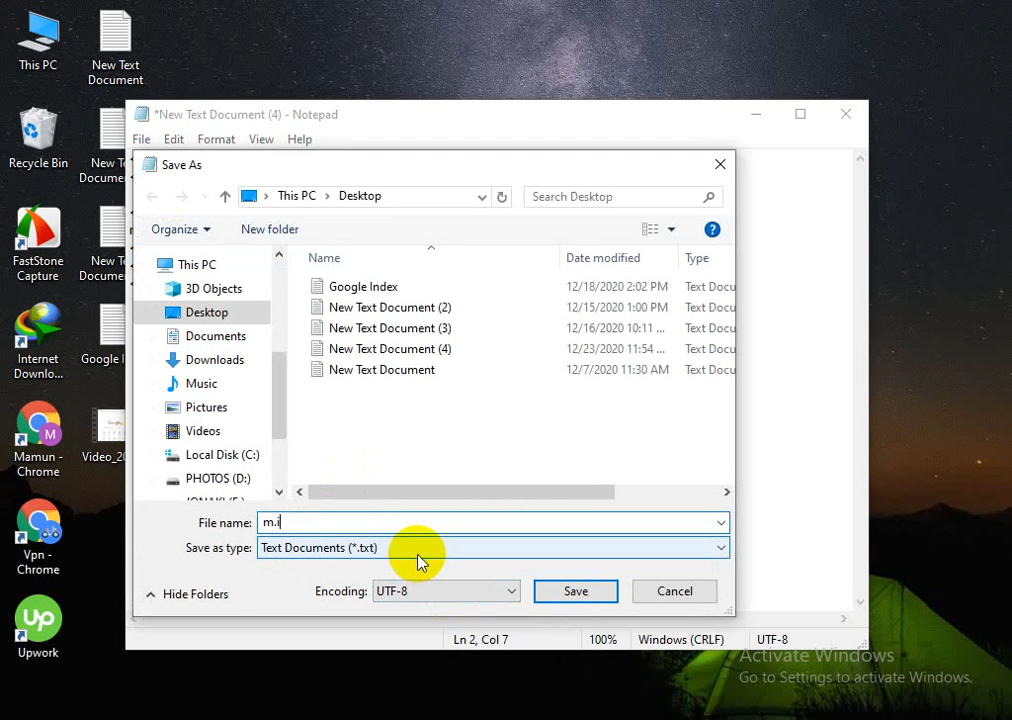 This PC
New Text
Document
Recycle Bin
New Te
Documen
FastStone
Capture
New Te
Documen
Internet
Downlo...
Google In
Mamun -
Chrome
Video_20
Vpn -
Chrome
Upwork
*New Text Document (4) - Notepad
File Edit Format View Help
Save As
This PC › Desktop
Search Desktop
Organize New folder
Name Date modified Type
This PC
3D Objects
Desktop
Documents
Downloads
Music
Pictures
Videos
Local Disk (C:)
PHOTOS (D:)
Google Index 12/18/2020 2:02 PM Text Docu
New Text Document (2) 12/15/2020 1:00 PM Text Docu
New Text Document (3) 12/16/2020 10:11 ... Text Docu
New Text Document (4) 12/23/2020 11:54 ... Text Docu
New Text Document 12/7/2020 11:30 AM Text Docu
File name: m.i
Save as type: Text Documents (*.txt)
Hide Folders Encoding: UTF-8 Save Cancel
Ln 2, Col 7 100% Windows (CRLF) UTF-8
Activate Windows
Go to Settings to activate Windows.